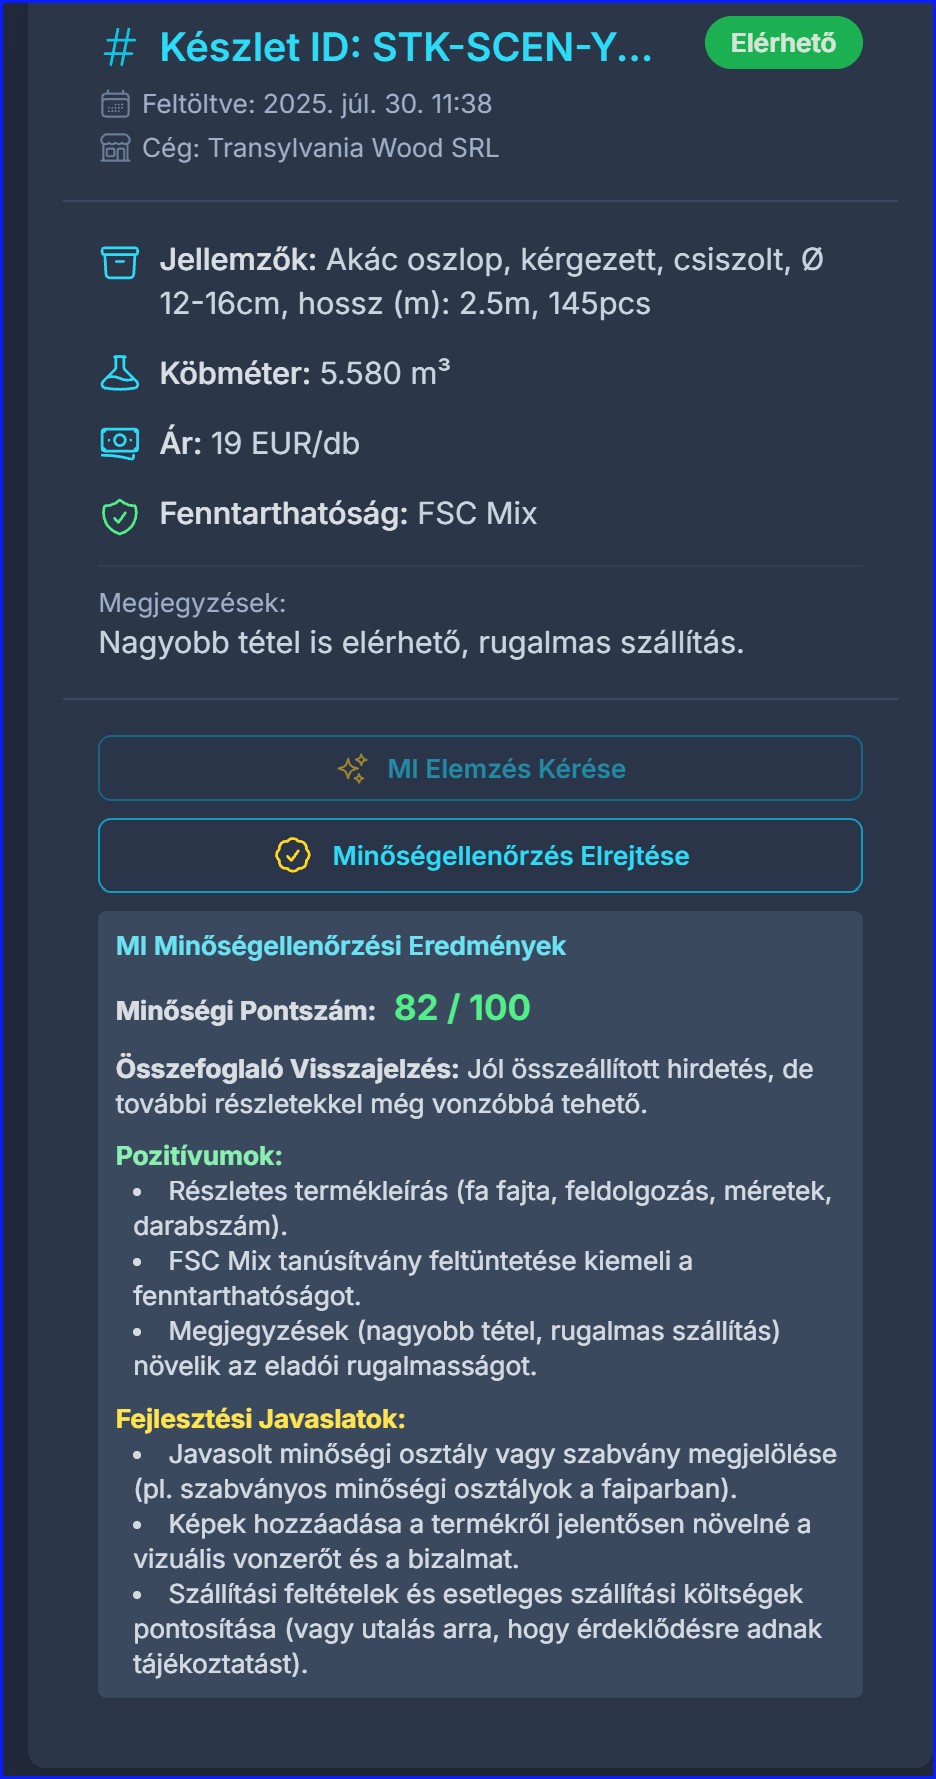 # Készlet ID: STK-SCEN-Y...
Elérhető
Feltöltve: 2025. júl. 30. 11:38
Cég: Transylvania Wood SRL
Jellemzők: Akác oszlop, kérgezett, csiszolt, Ø
12-16cm, hossz (m): 2.5m, 145pcs
Köbméter: 5.580 m³
Ár: 19 EUR/db
Fenntarthatóság: FSC Mix
Megjegyzések:
Nagyobb tétel is elérhető, rugalmas szállítás.
MI Elemzés Kérése
Minőségellenőrzés Elrejtése
MI Minőségellenőrzési Eredmények
Minőségi Pontszám: 82 / 100
Összefoglaló Visszajelzés: Jól összeállított hirdetés, de
további részletekkel még vonzóbbá tehető.
Pozitívumok:
• Részletes termékleírás (fa fajta, feldolgozás, méretek,
darabszám).
• FSC Mix tanúsítvány feltüntetése kiemeli a
fenntarthatóságot.
• Megjegyzések (nagyobb tétel, rugalmas szállítás)
növelik az eladói rugalmasságot.
Fejlesztési Javaslatok:
• Javasolt minőségi osztály vagy szabvány megjelölése
(pl. szabványos minőségi osztályok a faiparban).
• Képek hozzáadása a termékről jelentősen növelné a
vizuális vonzerőt és a bizalmat.
• Szállítási feltételek és esetleges szállítási költségek
pontosítása (vagy utalás arra, hogy érdeklődésre adnak
tájékoztatást).